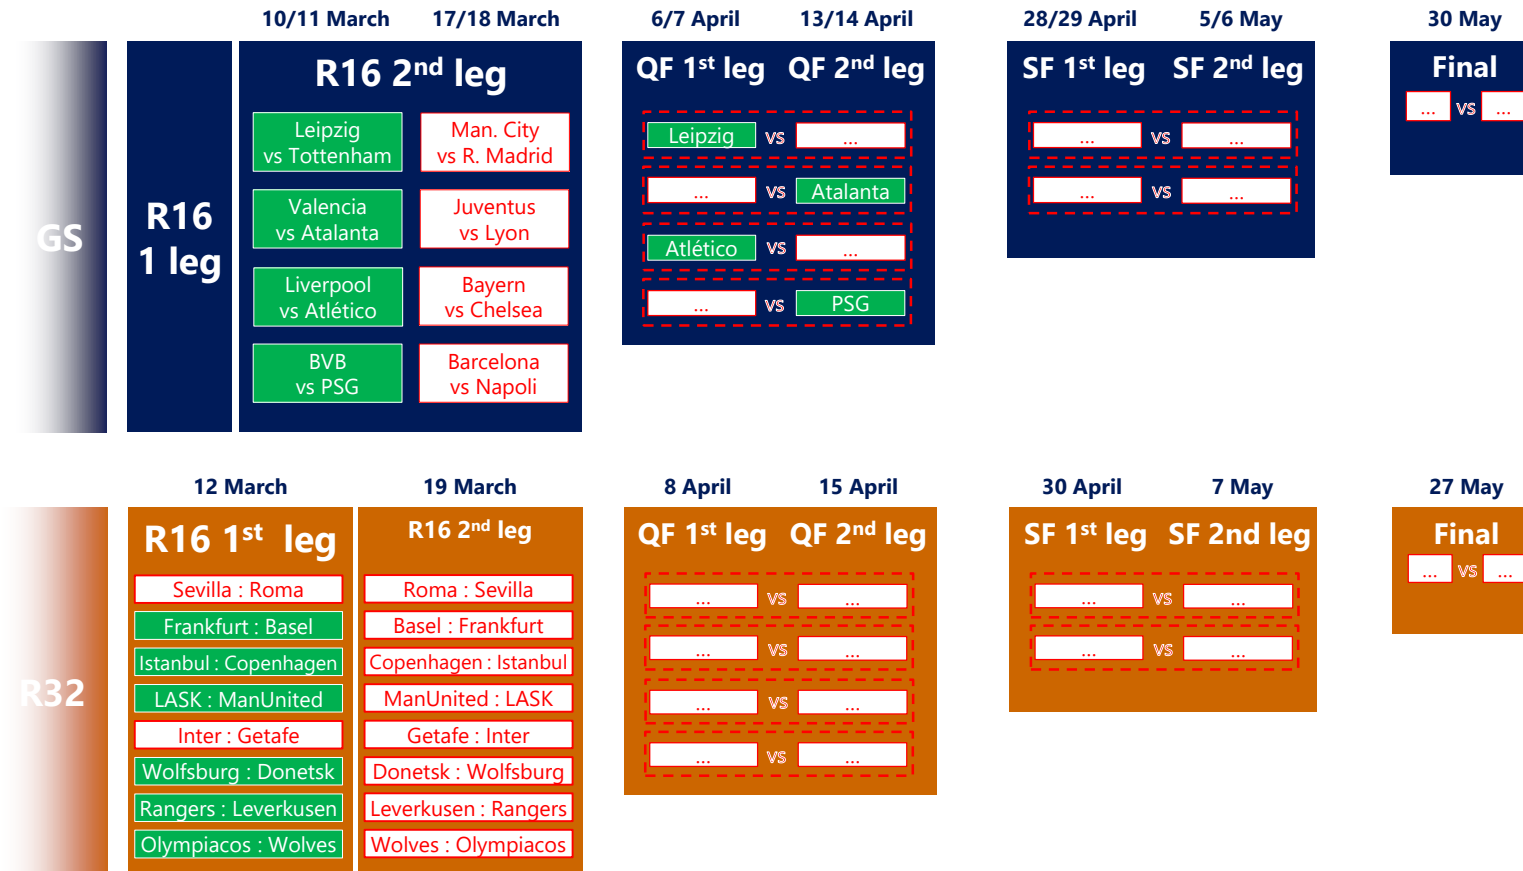 10/11 March 17/18 March 6/7 April 13/14 April 28/29 April 5/6 May 30 May
GS
R16
1 leg
R16 2nd leg
Leipzig
vs Tottenham
Man. City
vs R. Madrid
Valencia
vs Atalanta
Juventus
vs Lyon
Liverpool
vs Atlético
Bayern
vs Chelsea
BVB
vs PSG
Barcelona
vs Napoli
QF 1st leg QF 2nd leg
Leipzig vs ...
... vs Atalanta
Atlético vs ...
... vs PSG
SF 1st leg SF 2nd leg
... vs ...
... vs ...
Final
... vs ...
12 March 19 March 8 April 15 April 30 April 7 May 27 May
R32
R16 1st leg
Sevilla : Roma
Frankfurt : Basel
Istanbul : Copenhagen
LASK : ManUnited
Inter : Getafe
Wolfsburg : Donetsk
Rangers : Leverkusen
Olympiacos : Wolves
R16 2nd leg
Roma : Sevilla
Basel : Frankfurt
Copenhagen : Istanbul
ManUnited : LASK
Getafe : Inter
Donetsk : Wolfsburg
Leverkusen : Rangers
Wolves : Olympiacos
QF 1st leg QF 2nd leg
... vs ...
... vs ...
... vs ...
... vs ...
SF 1st leg SF 2nd leg
... vs ...
... vs ...
Final
... vs ...